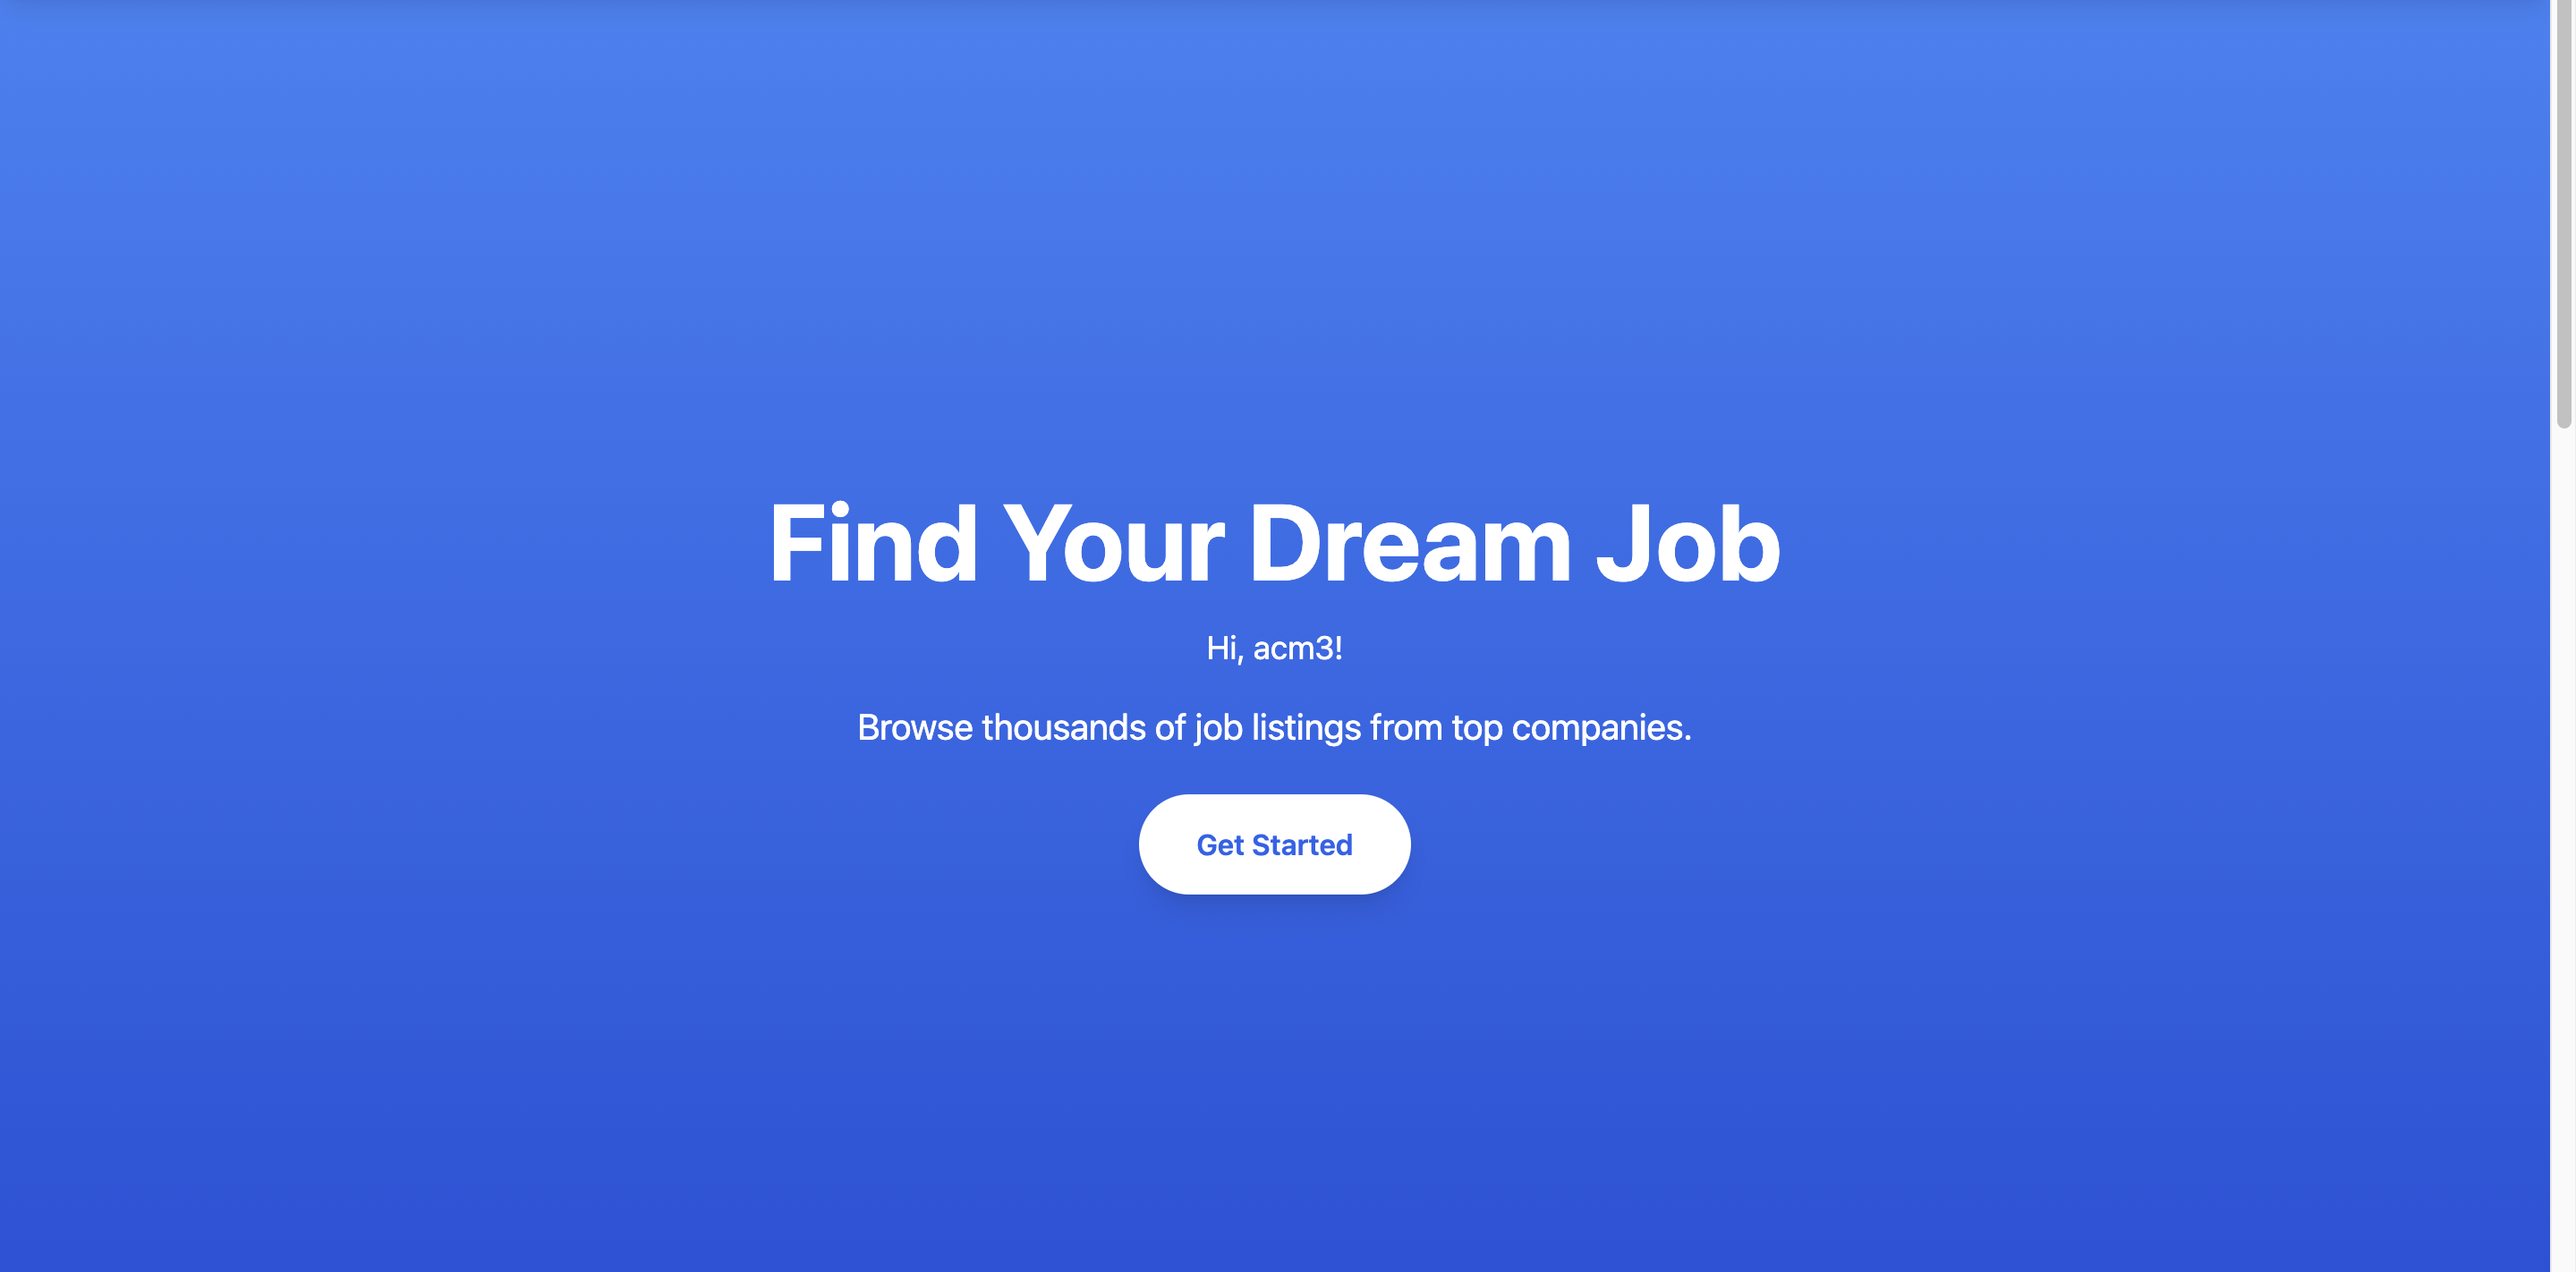 Find Your Dream Job
Hi, acm3!
Browse thousands of job listings from top companies.
Get Started